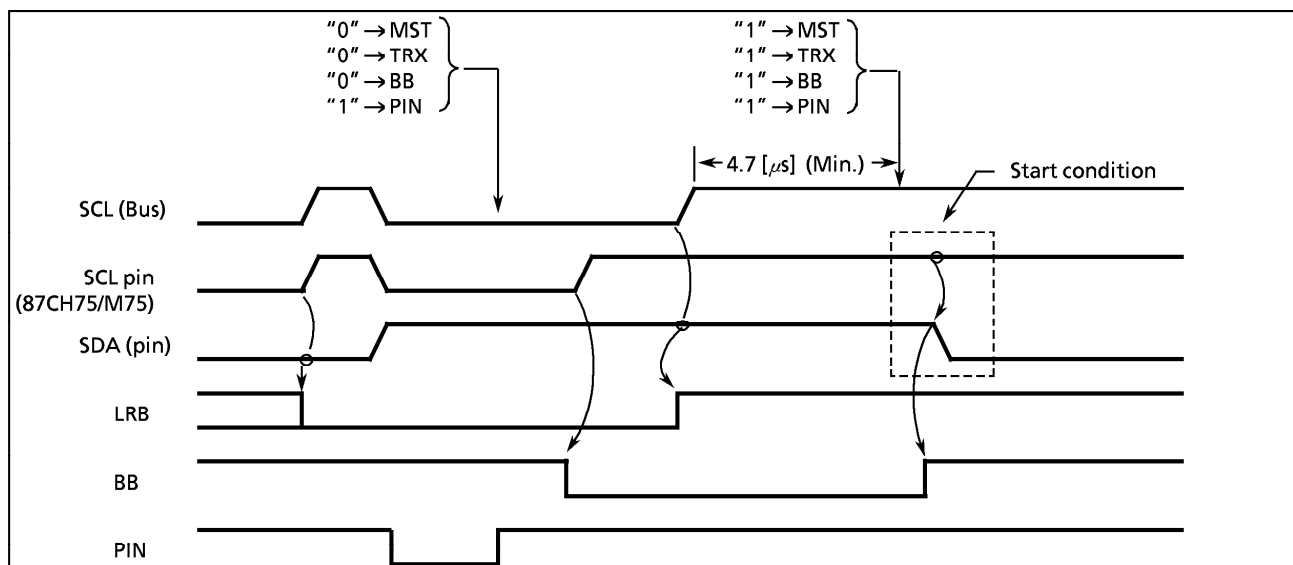 “0” → MST
“0” → TRX
“0” → BB
“1” → PIN
“1” → MST
“1” → TRX
“1” → BB
“1” → PIN
4.7 [μs] (Min.)
Start condition
SCL (Bus)
SCL pin
(87CH75/M75)
SDA (pin)
LRB
BB
PIN